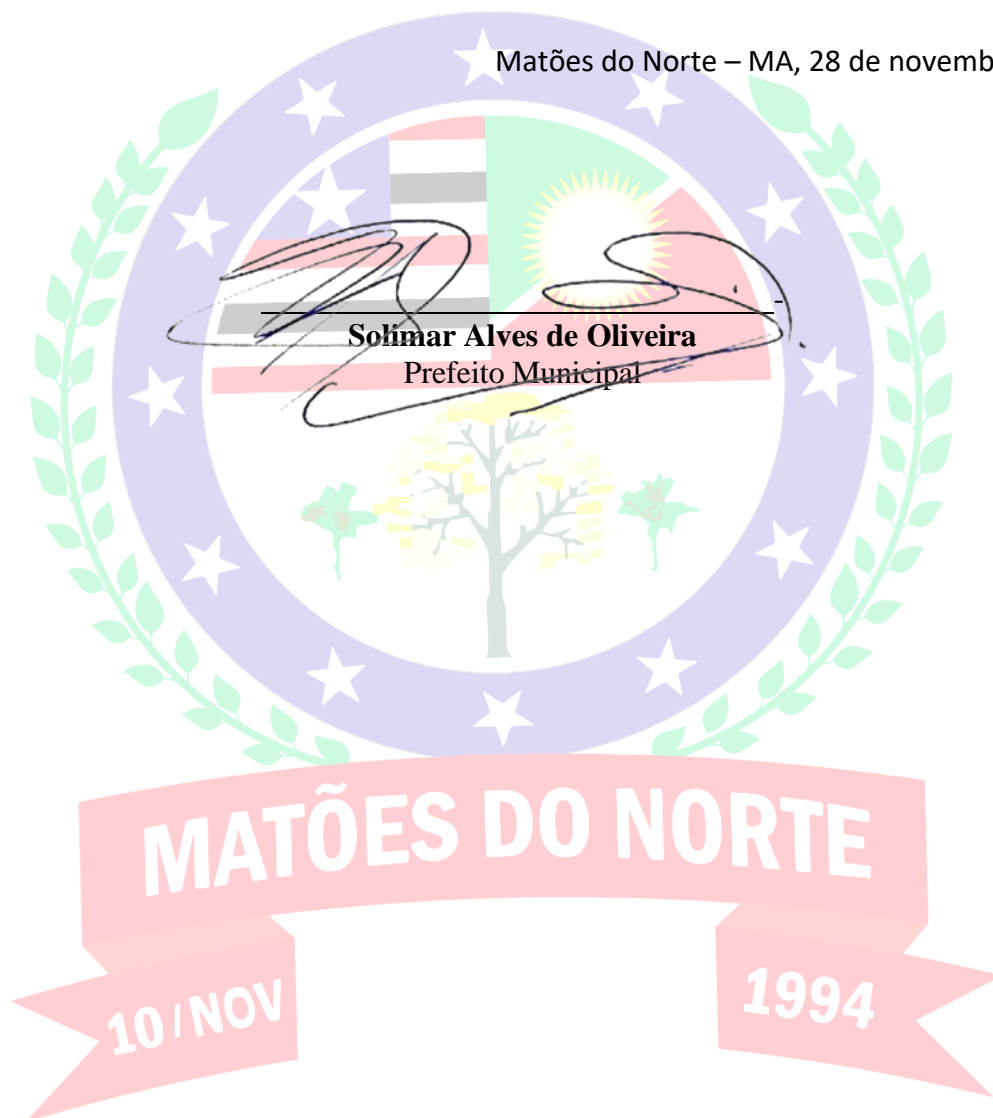 Matões do Norte – MA, 28 de novemb
Solimar Alves de Oliveira
Prefeito Municipal
MATÕES DO NORTE
10/NOV
1994